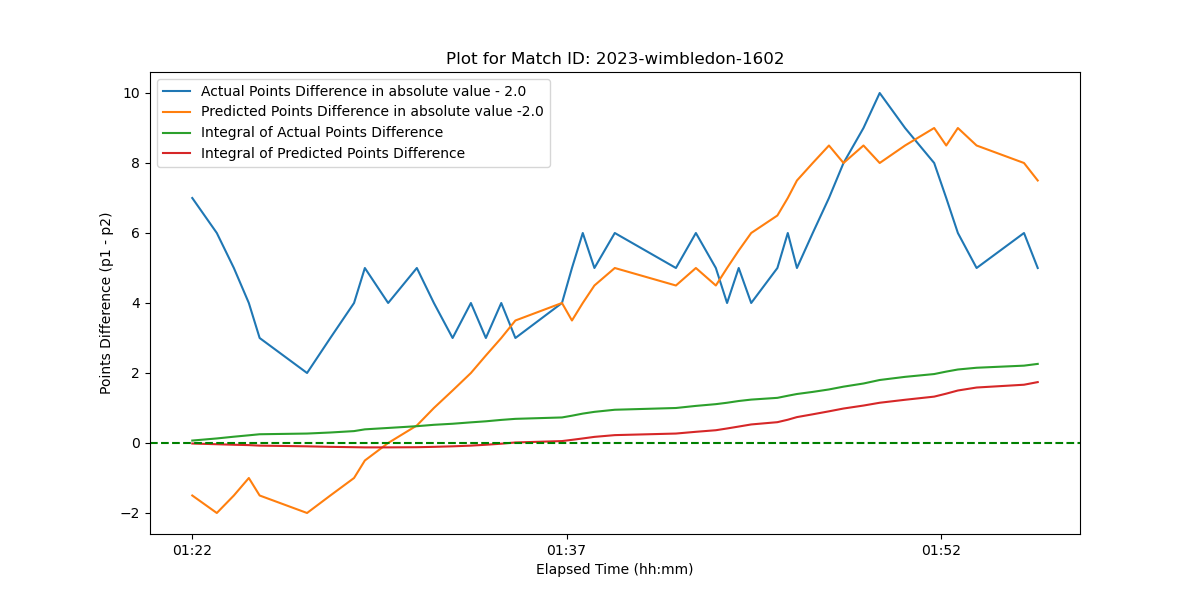 Plot for Match ID: 2023-wimbledon-1602
Actual Points Difference in absolute value - 2.0
Predicted Points Difference in absolute value -2.0
Integral of Actual Points Difference
Integral of Predicted Points Difference
Points Difference (p1 - p2)
10
8
6
4
2
0
−2
01:22
01:37
01:52
Elapsed Time (hh:mm)